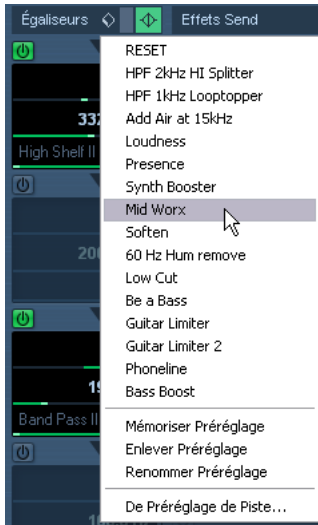 Égaliseurs Effets Send
RESET
HPF 2kHz HI Splitter
HPF 1kHz Looptopper
Add Air at 15kHz
Loudness
Presence
Synth Booster
Mid Worx
Soften
60 Hz Hum remove
Low Cut
Be a Bass
Guitar Limiter
Guitar Limiter 2
Phoneline
Bass Boost
Mémoriser Préréglage
Enlever Préréglage
Renommer Préréglage
De Préréglage de Piste...
High Shelf II
Band Pass II